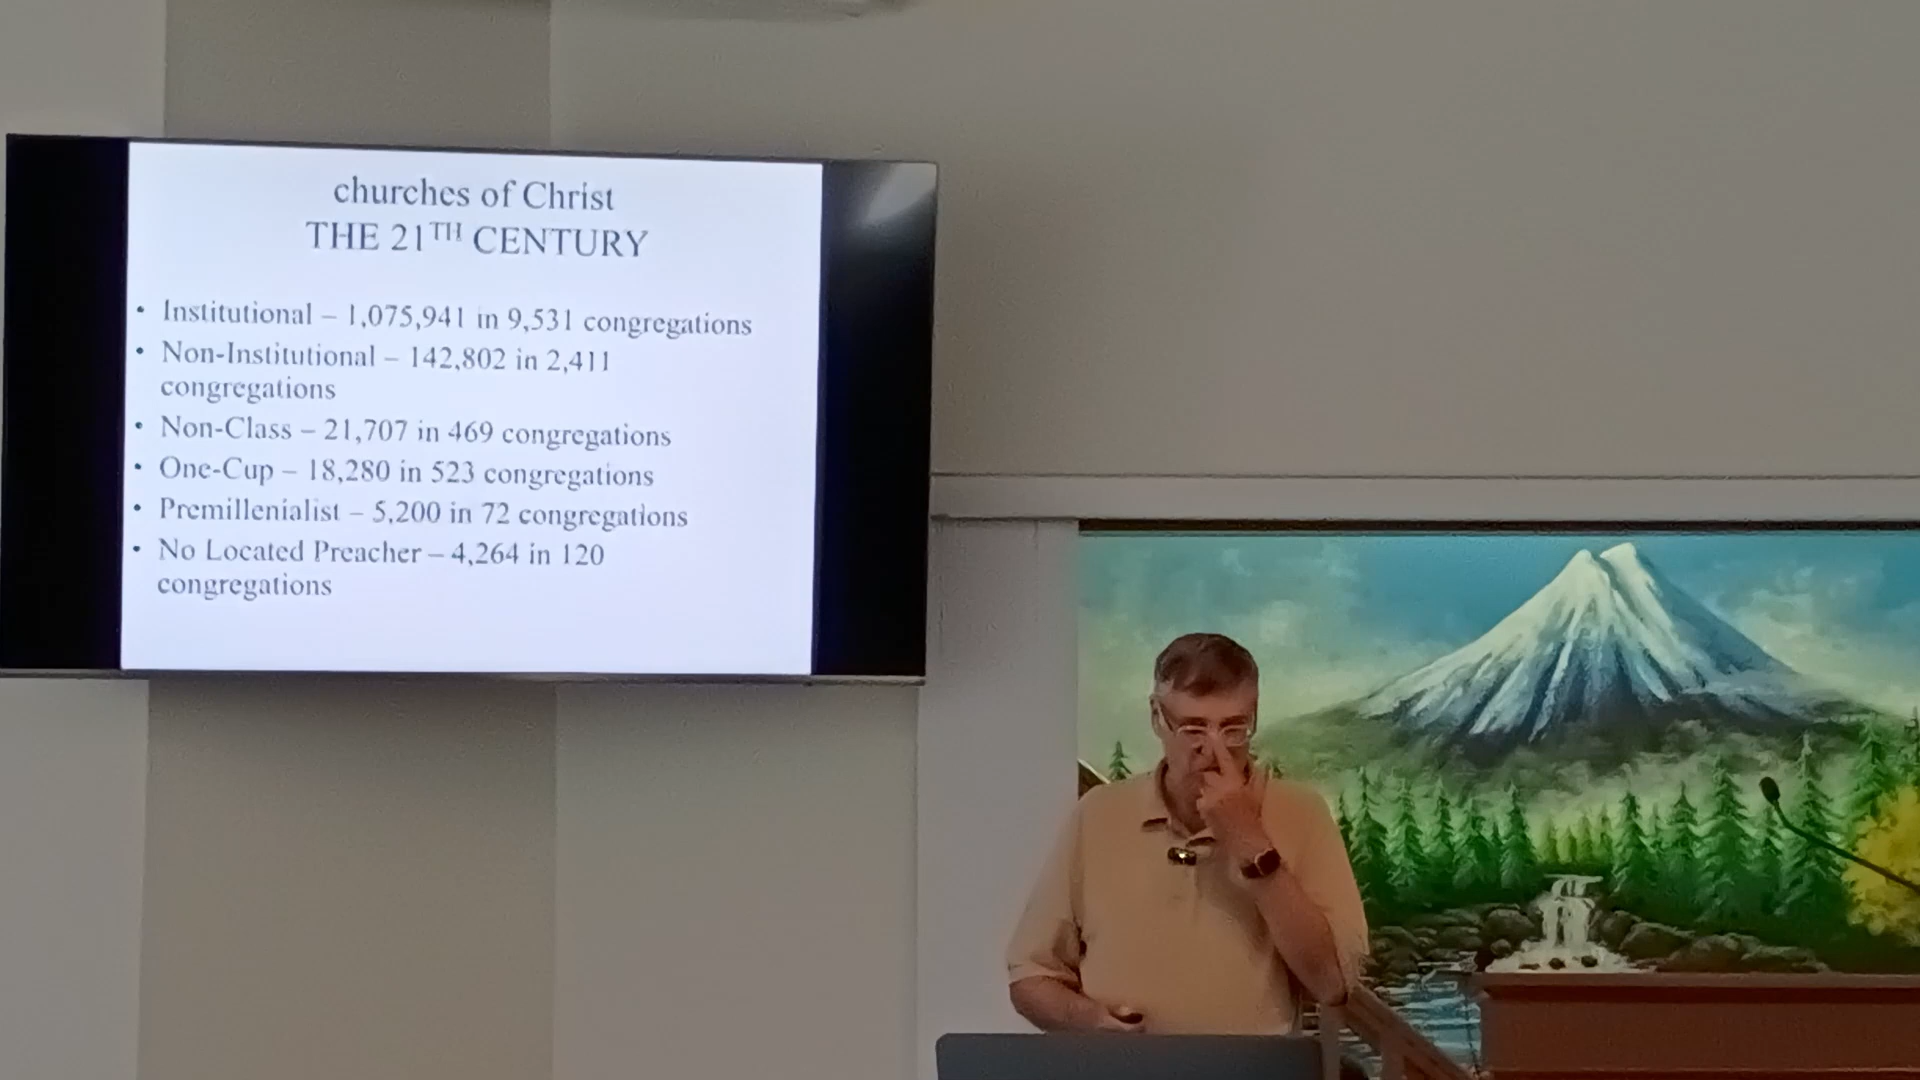 churches of Christ
THE 21TH CENTURY
• Institutional – 1,075,941 in 9,531 congregations
• Non-Institutional – 142,802 in 2,411
congregations
• Non-Class – 21,707 in 469 congregations
• One-Cup – 18,280 in 523 congregations
• Premillenialist – 5,200 in 72 congregations
• No Located Preacher – 4,264 in 120
congregations